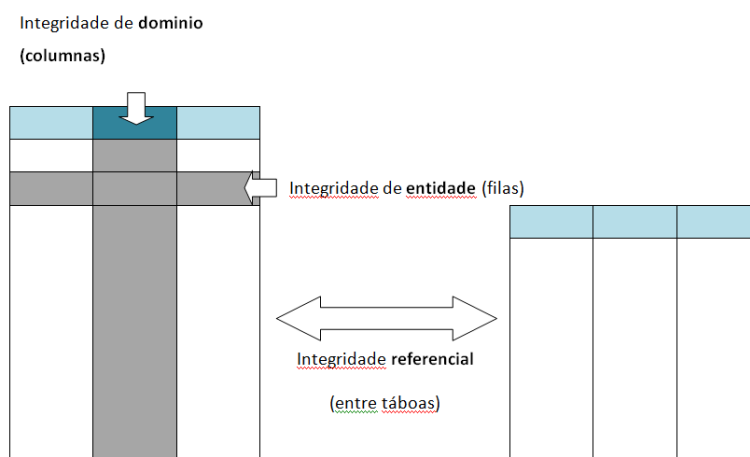 Integridade de dominio
(columnas)
Integridade de entidade (filas)
Integridade referencial
(entre táboas)